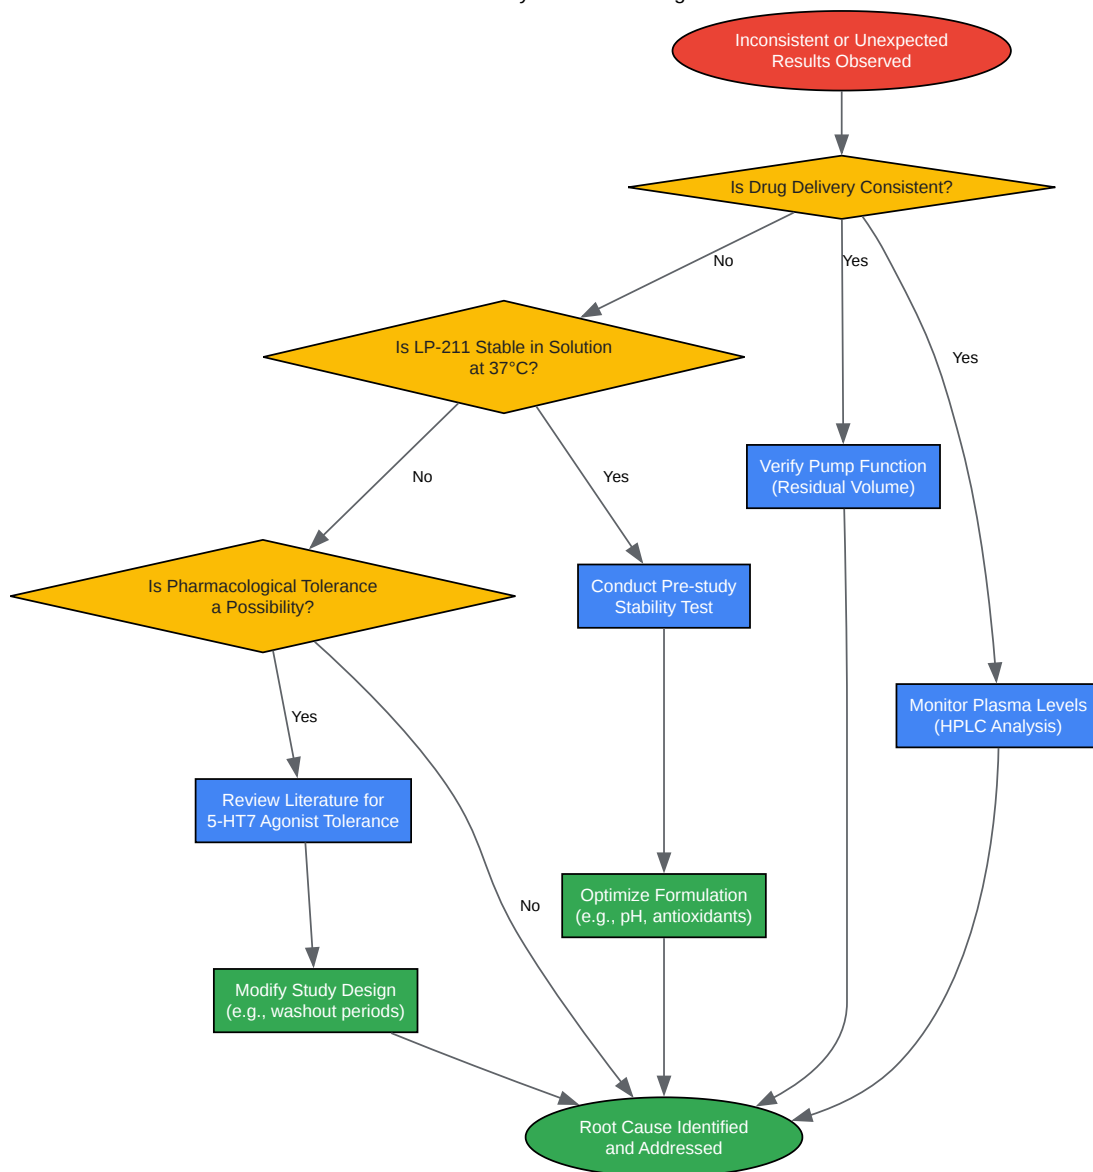 Inconsistent or Unexpected
Results Observed
Is Drug Delivery Consistent?
No
Yes
Is LP-211 Stable in Solution
at 37°C?
Yes
No
Yes
Verify Pump Function
(Residual Volume)
Is Pharmacological Tolerance
a Possibility?
Conduct Pre-study
Stability Test
Monitor Plasma Levels
(HPLC Analysis)
Yes
Review Literature for
5-HT7 Agonist Tolerance
No
Optimize Formulation
(e.g., pH, antioxidants)
Modify Study Design
(e.g., washout periods)
Root Cause Identified
and Addressed